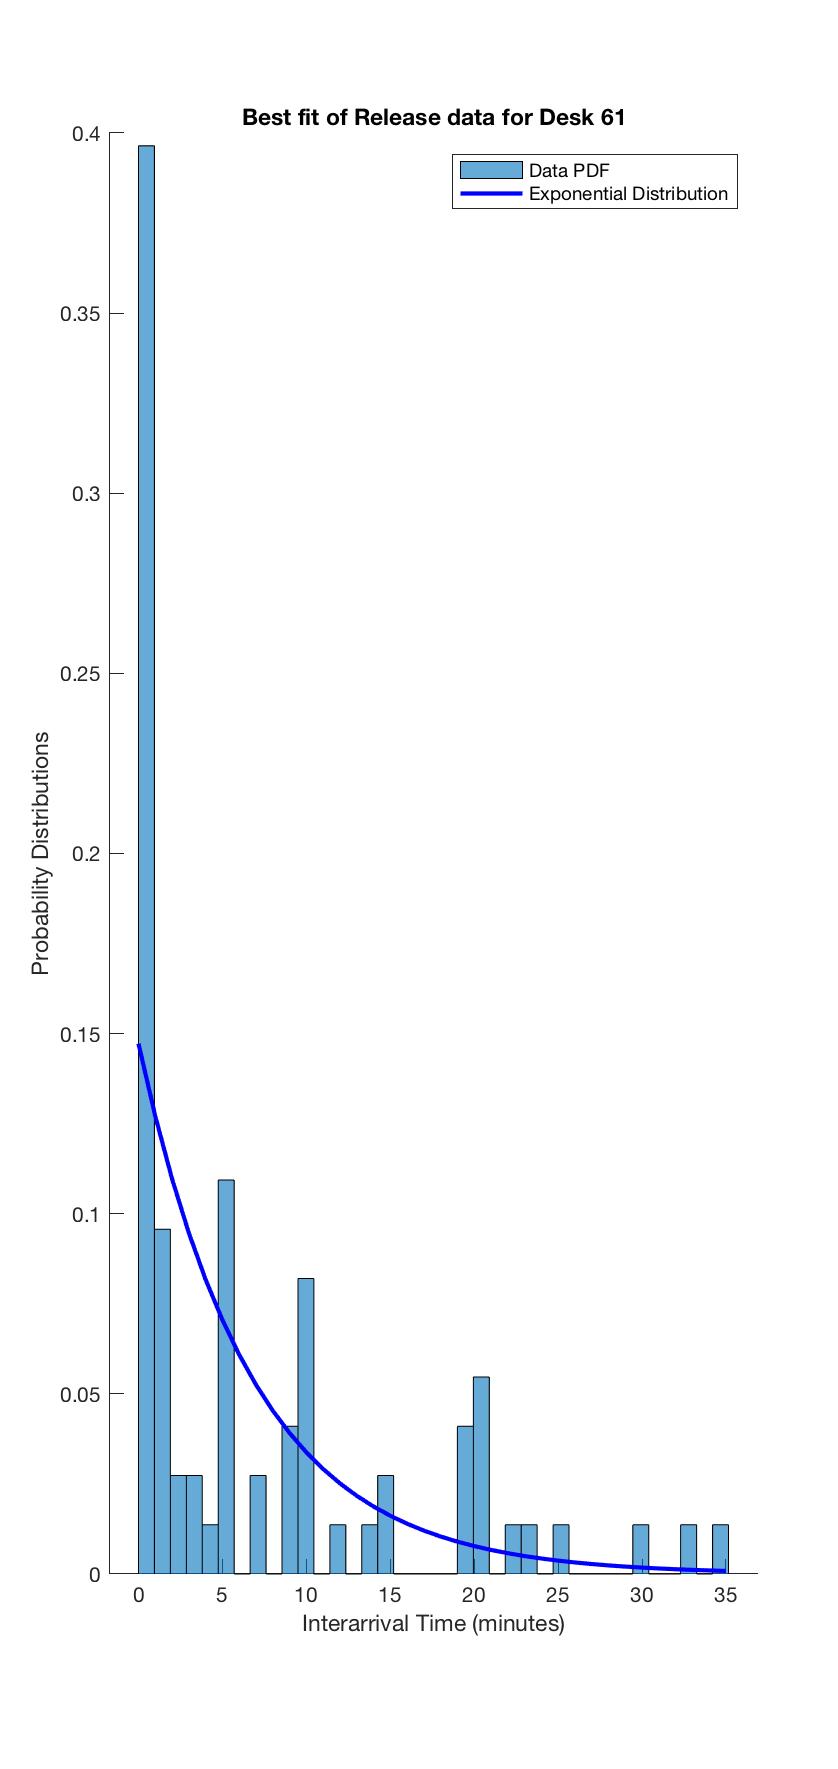 Best fit of Release data for Desk 61
Data PDF
Exponential Distribution
0.4
0.35
0.3
0.25
0.2
0.15
0.1
0.05
0
Probability Distributions
0 5 10 15 20 25 30 35
Interarrival Time (minutes)